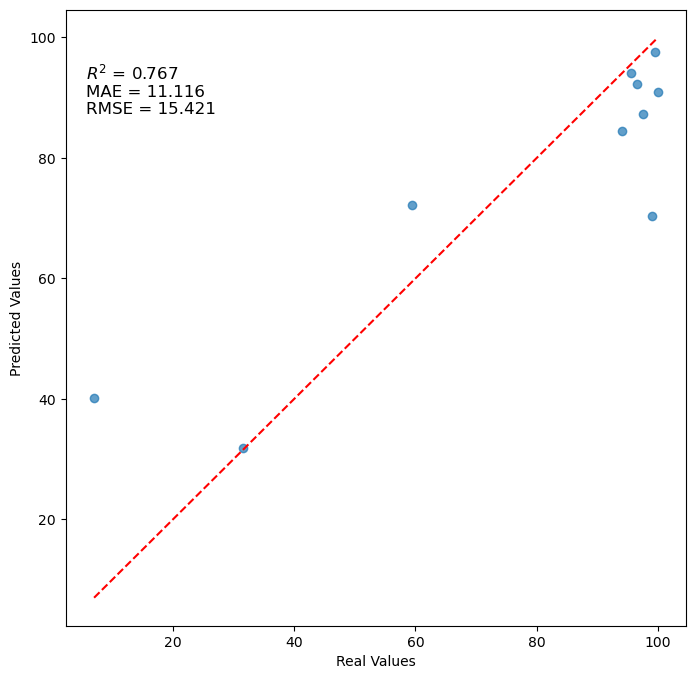 R² = 0.767
MAE = 11.116
RMSE = 15.421
100
80
60
40
20
Predicted Values
20 40 60 80 100
Real Values